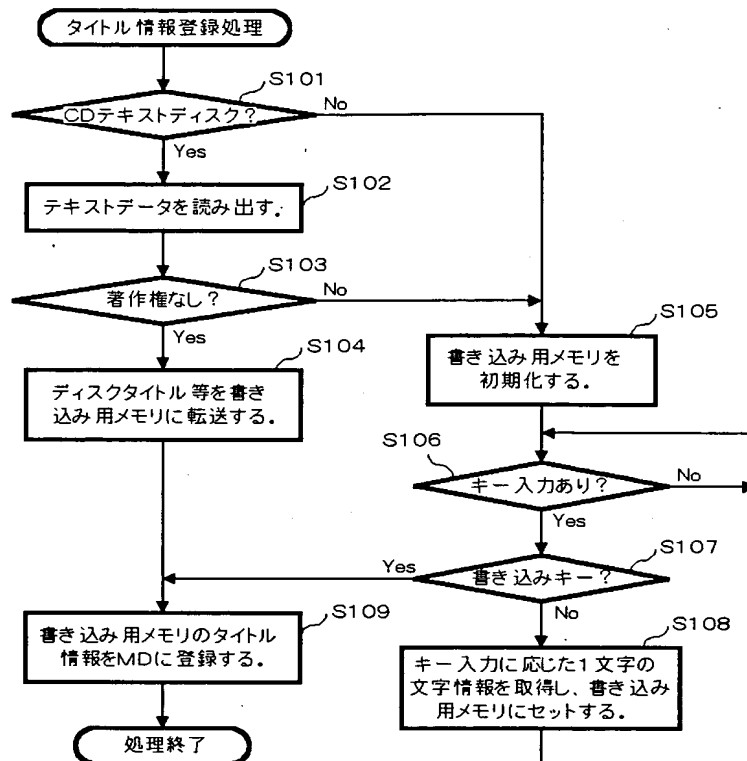 タイトル情報登録処理
S101
CDテキストディスク？
No
Yes
S102
テキストデータを読み出す。
S103
著作権なし？
No
Yes
S104
ディスクタイトル等を書き
込み用メモリに転送する。
S105
書き込み用メモリを
初期化する。
S106
キー入力あり？
No
Yes
S107
書き込みキー？
Yes
No
S109
書き込み用メモリのタイトル
情報をMDに登録する。
S108
キー入力に応じた1文字の
文字情報を取得し、書き込み
用メモリにセットする。
処理終了